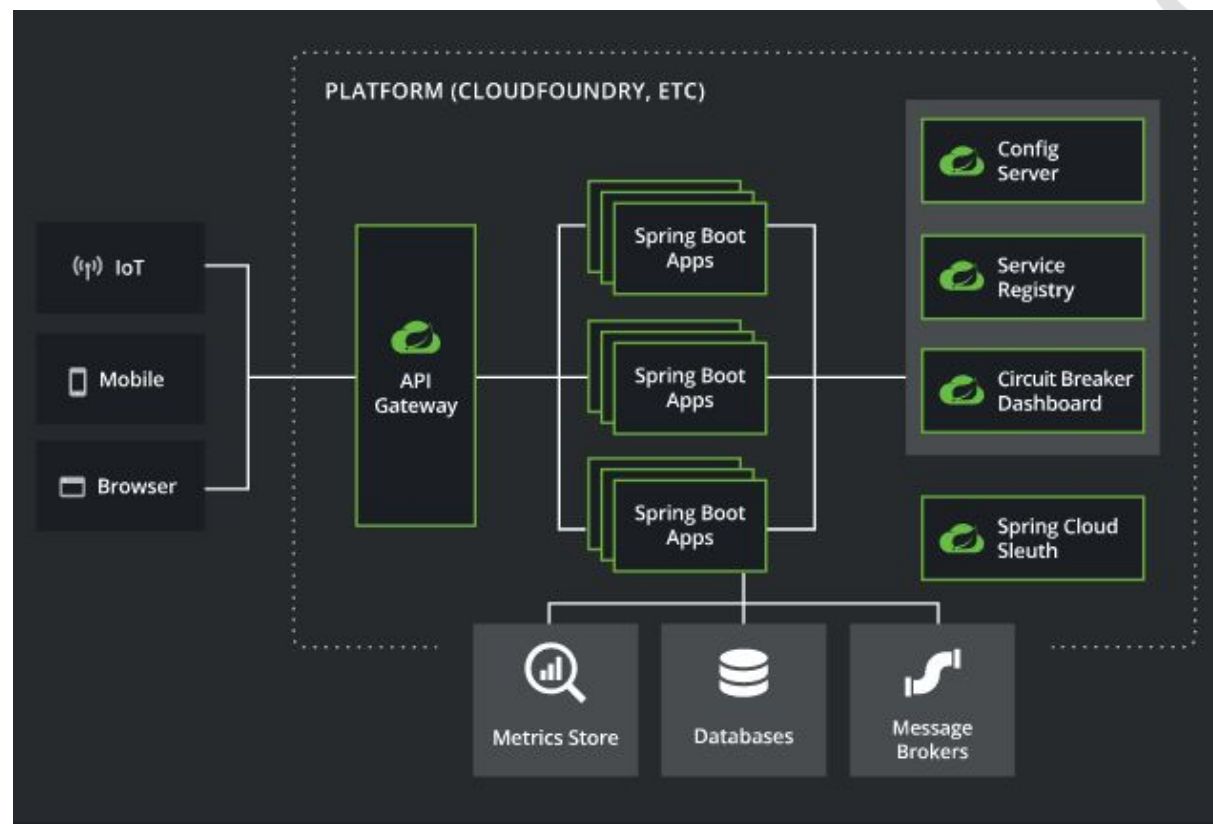 PLATFORM (CLOUDFOUNDRY, ETC)
IoT
Mobile
Browser
API
Gateway
Spring Boot
Apps
Spring Boot
Apps
Spring Boot
Apps
Config
Server
Service
Registry
Circuit Breaker
Dashboard
Spring Cloud
Sleuth
Metrics Store
Databases
Message
Brokers